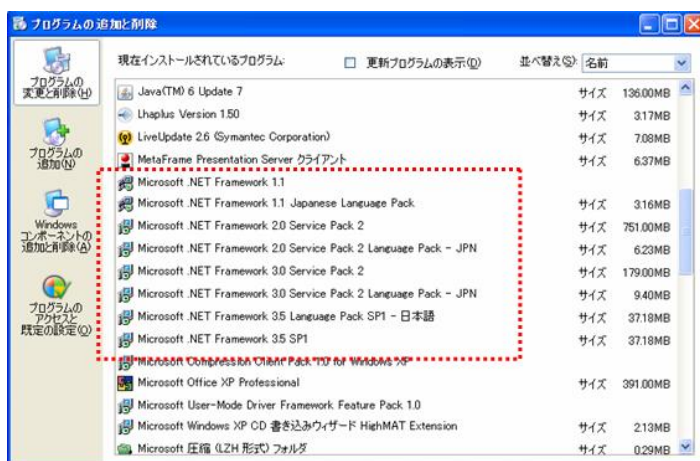 プログラムの追加と削除
プログラムの
変更と削除(H)
プログラムの
追加(N)
Windows
コンポーネントの
追加と削除(A)
プログラムの
アクセスと
既定の設定(O)
現在インストールされているプログラム:
更新プログラムの表示(D)
並べ替え(S): 名前
Java(TM) 6 Update 7 サイズ 136.00MB
Lhaplus Version 1.50 サイズ 3.17MB
LiveUpdate 2.6 (Symantec Corporation) サイズ 7.08MB
MetaFrame Presentation Server クライアント サイズ 6.37MB
Microsoft .NET Framework 1.1
Microsoft .NET Framework 1.1 Japanese Language Pack サイズ 3.16MB
Microsoft .NET Framework 2.0 Service Pack 2 サイズ 751.00MB
Microsoft .NET Framework 2.0 Service Pack 2 Language Pack - JPN サイズ 6.23MB
Microsoft .NET Framework 3.0 Service Pack 2 サイズ 179.00MB
Microsoft .NET Framework 3.0 Service Pack 2 Language Pack - JPN サイズ 9.40MB
Microsoft .NET Framework 3.5 Language Pack SP1 - 日本語 サイズ 37.18MB
Microsoft .NET Framework 3.5 SP1 サイズ 37.18MB
Microsoft Compression Client Pack 1.0 for Windows XP
Microsoft Office XP Professional サイズ 391.00MB
Microsoft User-Mode Driver Framework Feature Pack 1.0
Microsoft Windows XP CD 書き込みウィザード HighMAT Extension サイズ 2.13MB
Microsoft 圧縮 (LZH 形式) フォルダ サイズ 0.29MB